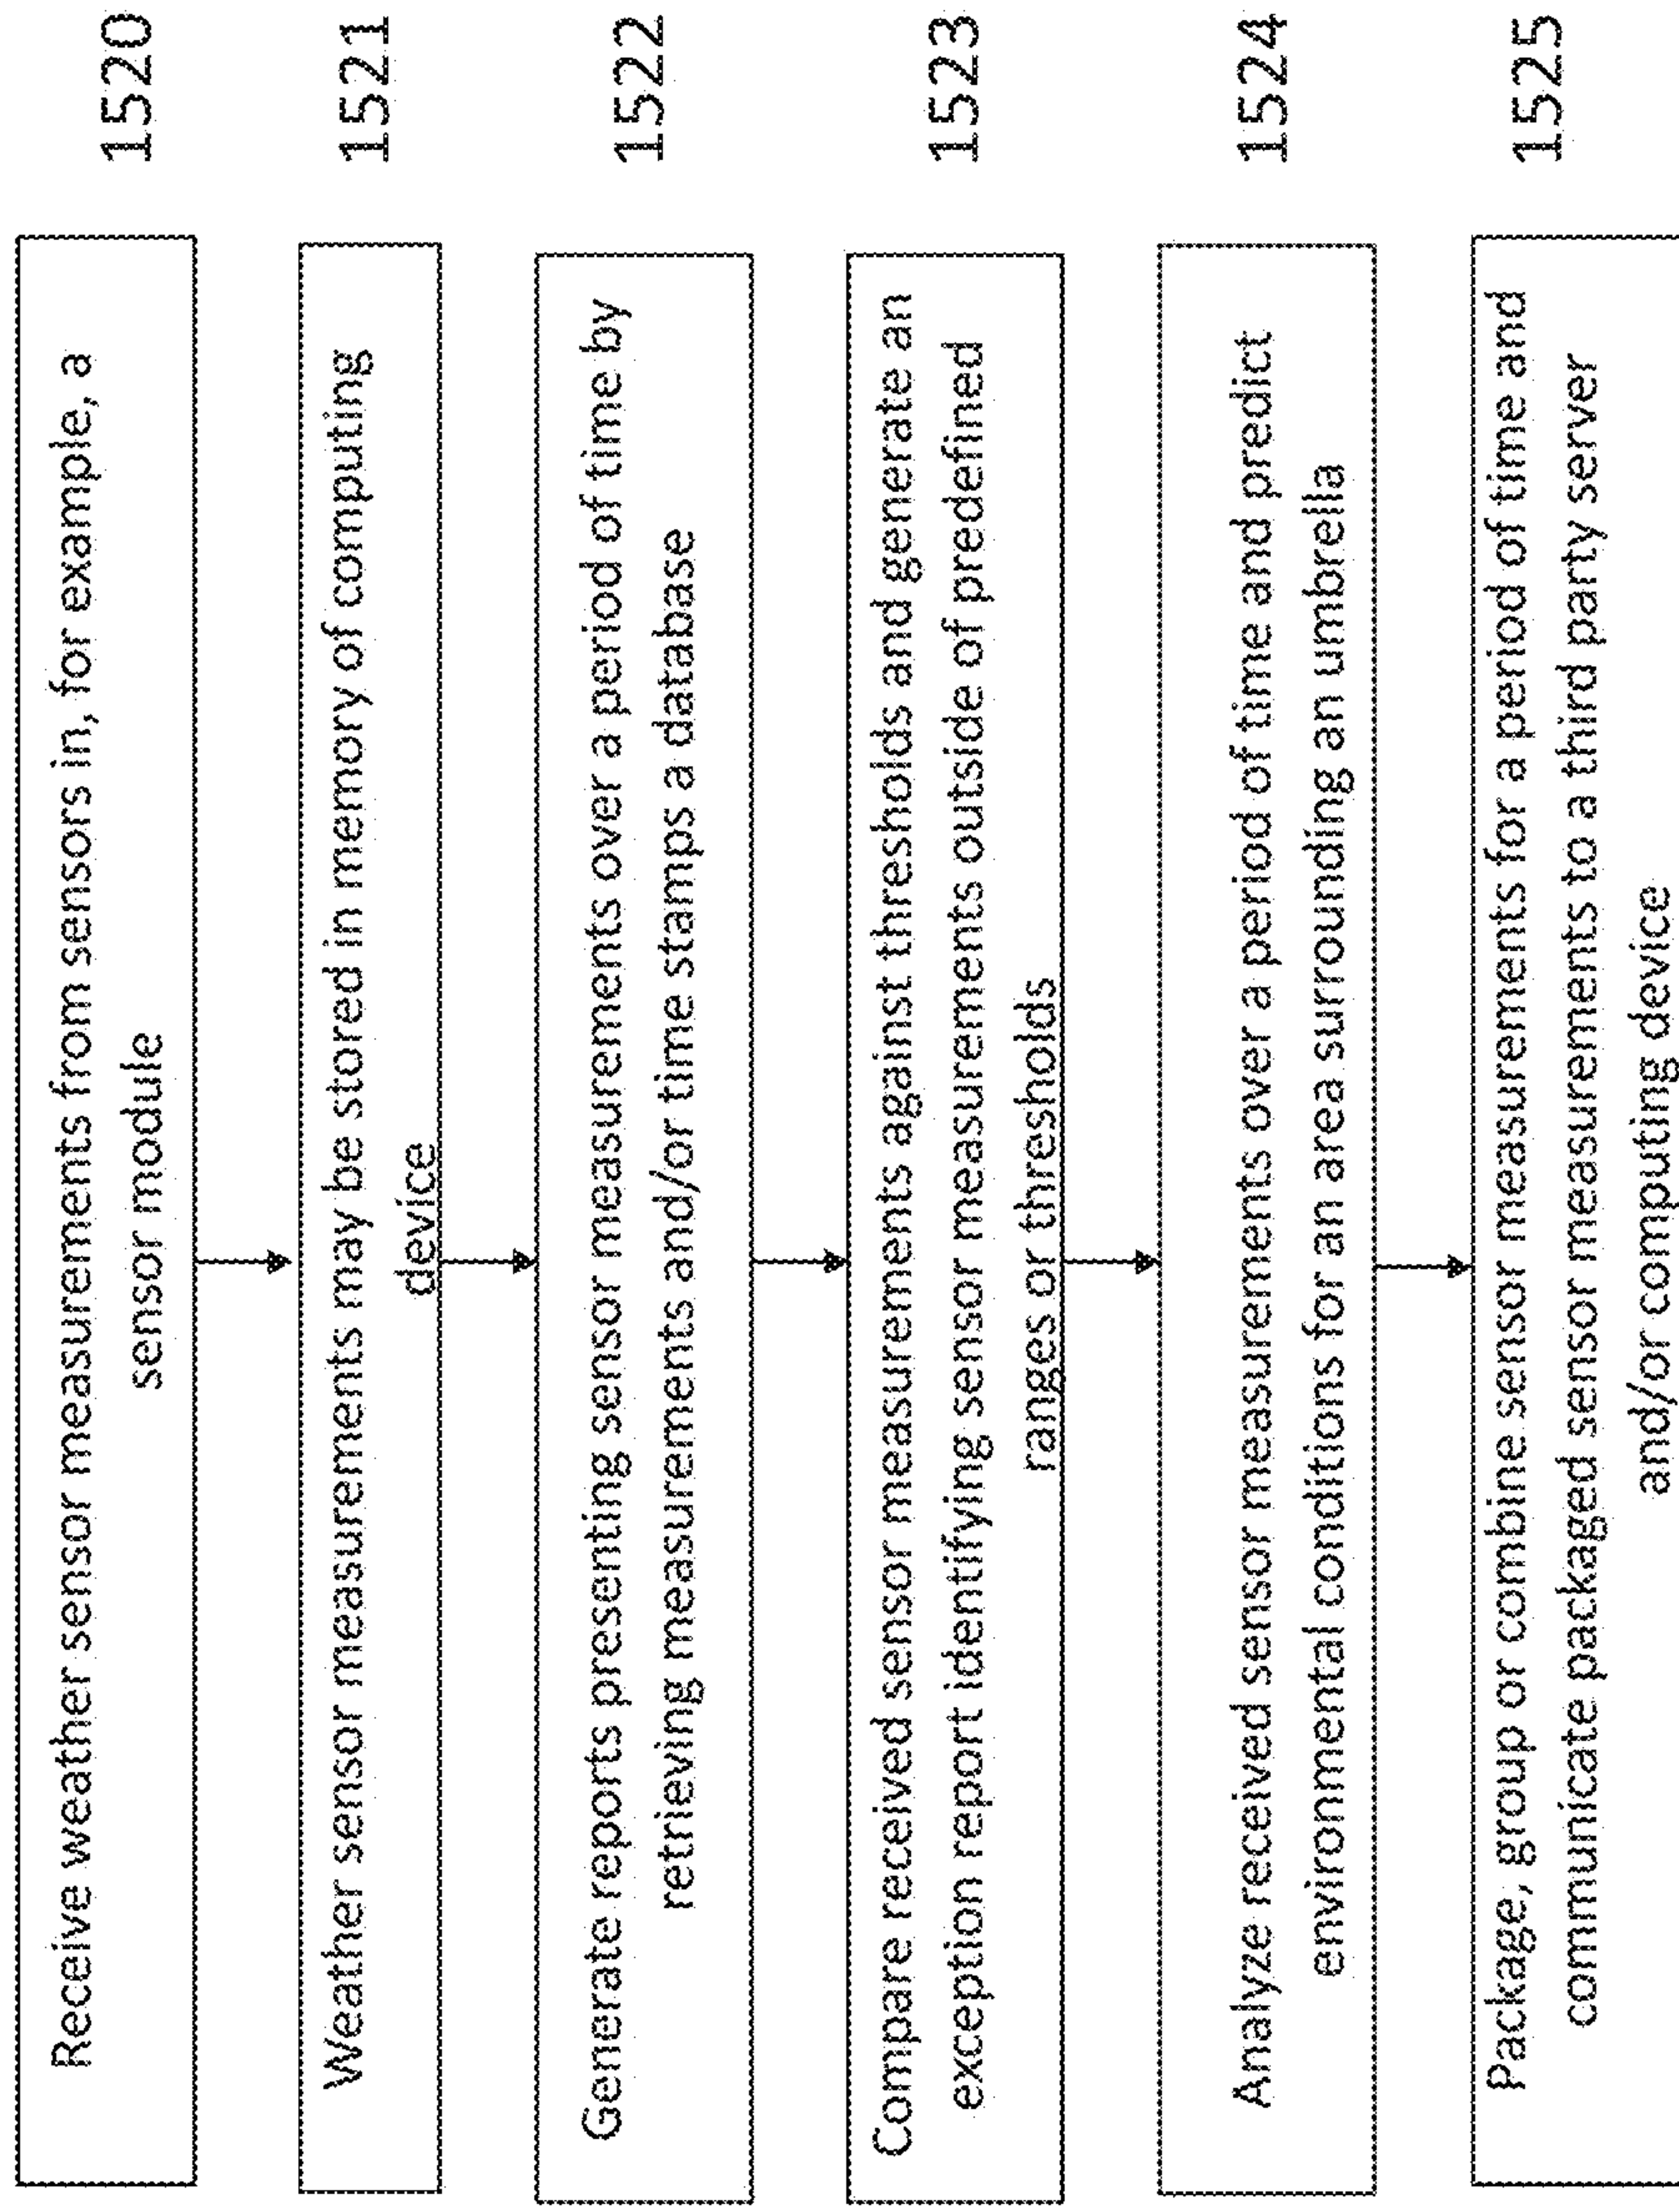 Receive weather sensor measurements from sensors in, for example, a
sensor module
1520
Weather sensor measurements may be stored in memory of computing
device
1521
Generate reports presenting sensor measurements over a period of time by
retrieving measurements and/or time stamps a database
1522
Compare received sensor measurements against thresholds and generate an
exception report identifying sensor measurements outside of predefined
ranges or thresholds
1523
Analyze received sensor measurements over a period of time and predict
environmental conditions for an area surrounding an umbrella
1524
Package, group or combine sensor measurements for a period of time and
communicate packaged sensor measurements to a third party server
and/or computing device
1525